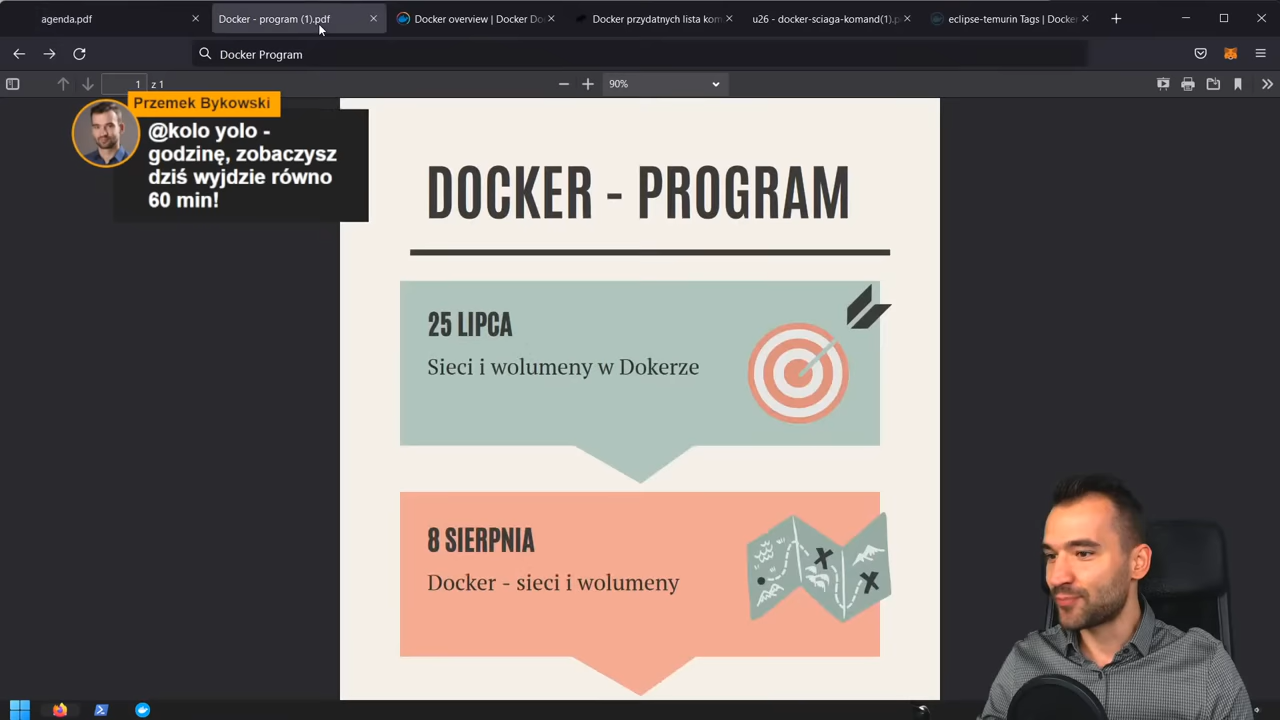 agenda.pdf
Docker - program (1).pdf
Docker overview | Docker Do
Docker przydatnych lista kom
u26 - docker-sciaga-komand(1).p
eclipse-temurin Tags | Docker
Docker Program
1
z 1
90%
Przemek Bykowski
@kolo yolo -
godzinę, zobaczysz
dziś wyjdzie równo
60 min!
DOCKER - PROGRAM
25 LIPCA
Sieci i wolumeny w Dokerze
8 SIERPNIA
Docker - sieci i wolumeny